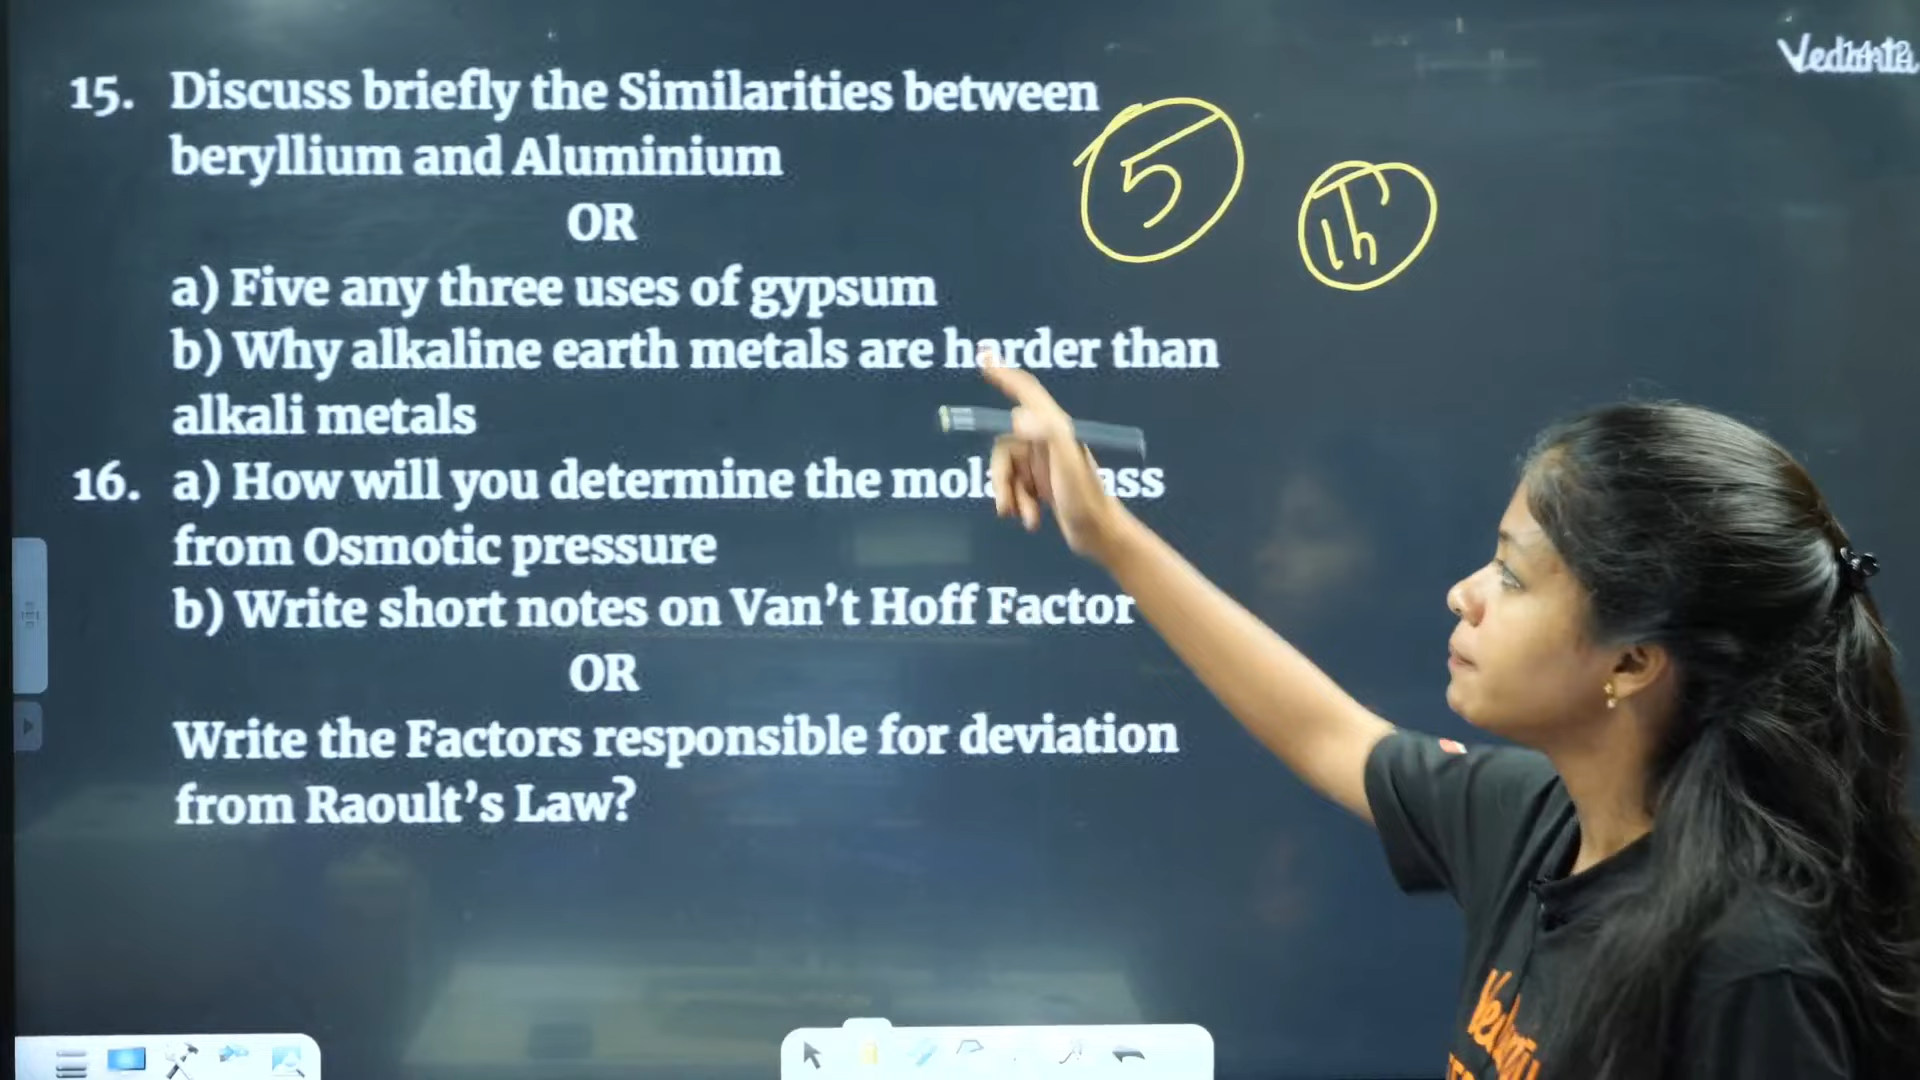 15. Discuss briefly the Similarities between
beryllium and Aluminium
OR
a) Five any three uses of gypsum
b) Why alkaline earth metals are harder than
alkali metals
16. a) How will you determine the
from Osmotic pressure
b) Write short notes on Van't Hoff Factor
OR
Write the Factors responsible for deviation
from Raoult's Law?
5